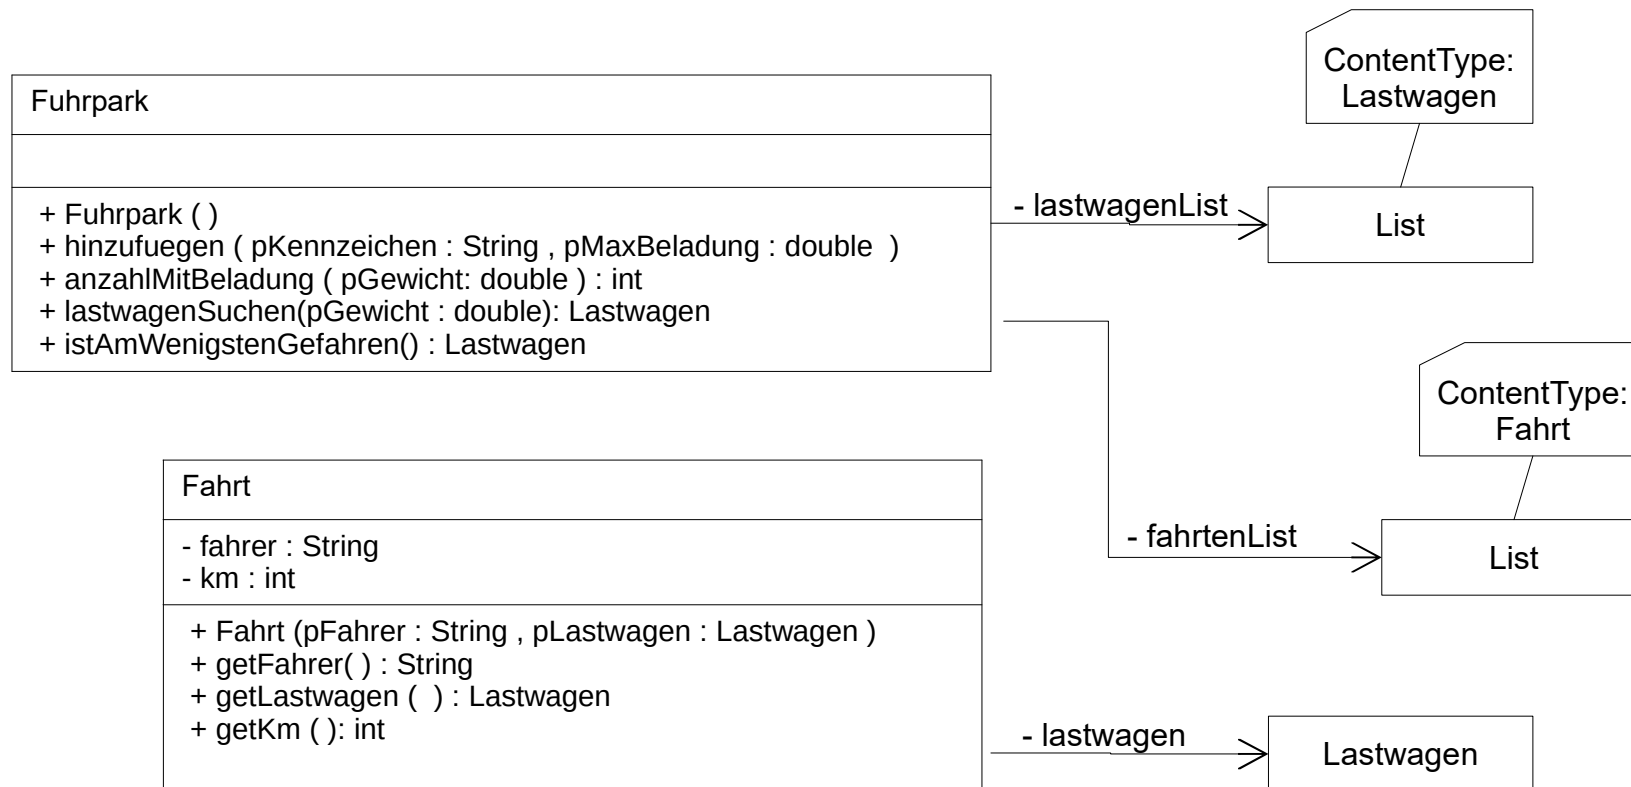 ContentType:
Lastwagen
Fuhrpark
+ Fuhrpark ( )
+ hinzufuegen ( pKennzeichen : String , pMaxBeladung : double  )
+ anzahlMitBeladung ( pGewicht: double ) : int
+ lastwagenSuchen(pGewicht : double): Lastwagen
+ istAmWenigstenGefahren() : Lastwagen
- lastwagenList
List
ContentType:
Fahrt
- fahrtenList
List
Fahrt
- fahrer : String
- km : int
+ Fahrt (pFahrer : String , pLastwagen : Lastwagen )
+ getFahrer( ) : String
+ getLastwagen (  ) : Lastwagen
+ getKm ( ): int
- lastwagen
Lastwagen